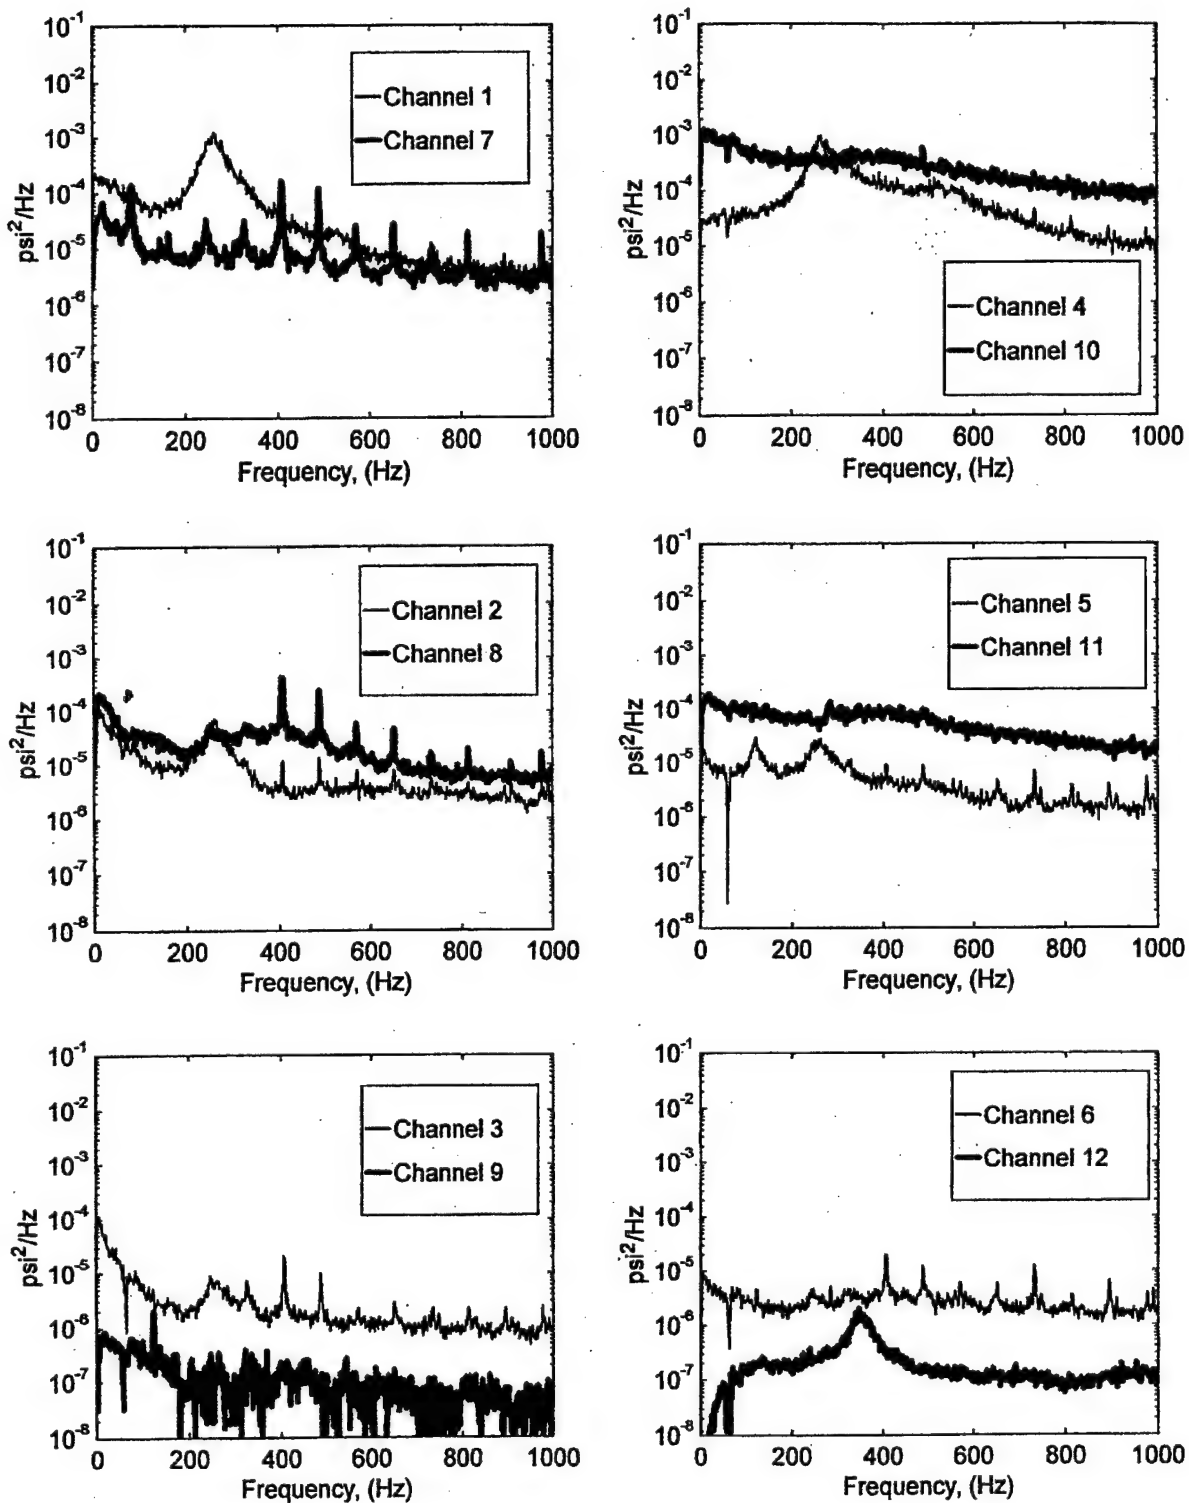 10^-1
10^-2
10^-3
10^-4
10^-5
10^-6
10^-7
10^-8
psi^2/Hz
Channel 1
Channel 7
0 200 400 600 800 1000
Frequency, (Hz)
10^-1
10^-2
10^-3
10^-4
10^-5
10^-6
10^-7
10^-8
psi^2/Hz
Channel 4
Channel 10
0 200 400 600 800 1000
Frequency, (Hz)
10^-1
10^-2
10^-3
10^-4
10^-5
10^-6
10^-7
10^-8
psi^2/Hz
Channel 2
Channel 8
0 200 400 600 800 1000
Frequency, (Hz)
10^-1
10^-2
10^-3
10^-4
10^-5
10^-6
10^-7
10^-8
psi^2/Hz
Channel 5
Channel 11
0 200 400 600 800 1000
Frequency, (Hz)
10^-1
10^-2
10^-3
10^-4
10^-5
10^-6
10^-7
10^-8
psi^2/Hz
Channel 3
Channel 9
0 200 400 600 800 1000
Frequency, (Hz)
10^-1
10^-2
10^-3
10^-4
10^-5
10^-6
10^-7
10^-8
psi^2/Hz
Channel 6
Channel 12
0 200 400 600 800 1000
Frequency, (Hz)